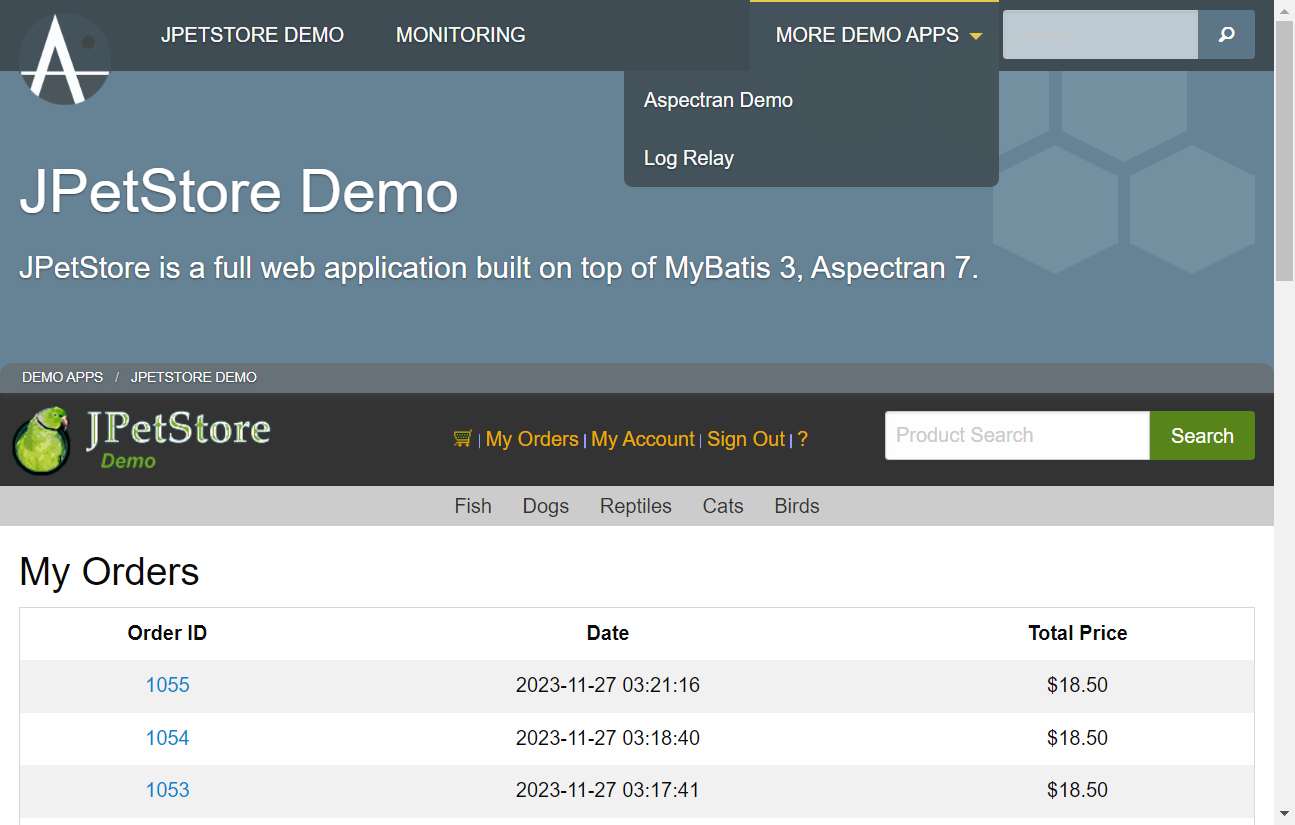 JPETSTORE DEMO MONITORING MORE DEMO APPS
Aspectran Demo
Log Relay
JPetStore Demo
JPetStore is a full web application built on top of MyBatis 3, Aspectran 7.
DEMO APPS / JPETSTORE DEMO
JPetStore
Demo
| My Orders | My Account | Sign Out | ?
Product Search Search
Fish Dogs Reptiles Cats Birds
My Orders
Order ID Date Total Price
1055 2023-11-27 03:21:16 $18.50
1054 2023-11-27 03:18:40 $18.50
1053 2023-11-27 03:17:41 $18.50